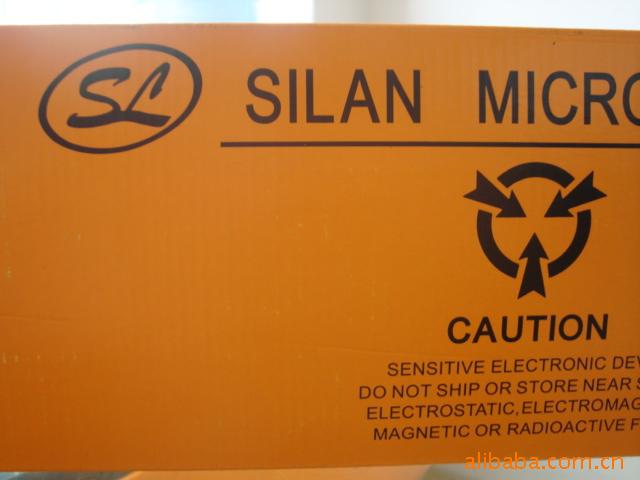 SL
SILAN MICRO
CAUTION
SENSITIVE ELECTRONIC DEV
DO NOT SHIP OR STORE NEAR S
ELECTROSTATIC,ELECTROMAG
MAGNETIC OR RADIOACTIVE F
alibaba.com.cn